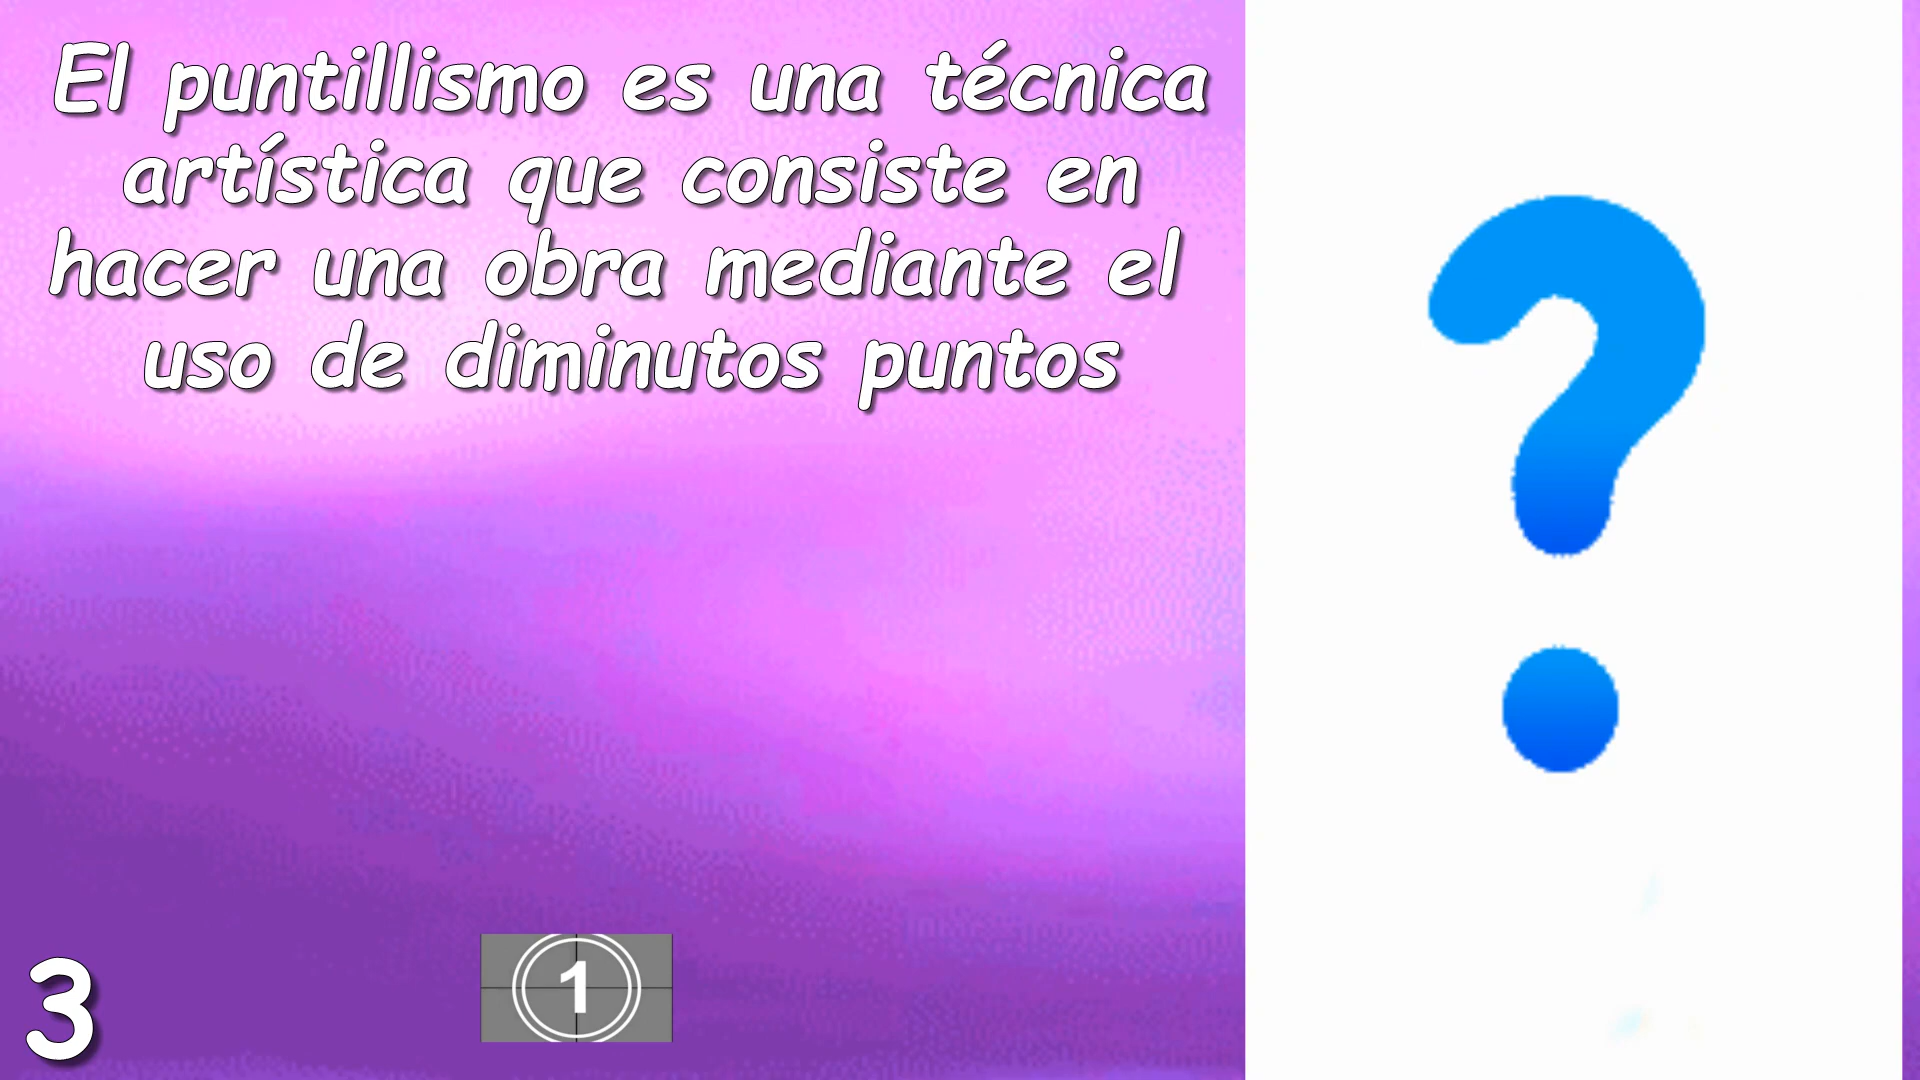 El puntillismo es una técnica
artística que consiste en
hacer una obra mediante el
uso de diminutos puntos
?
3
1